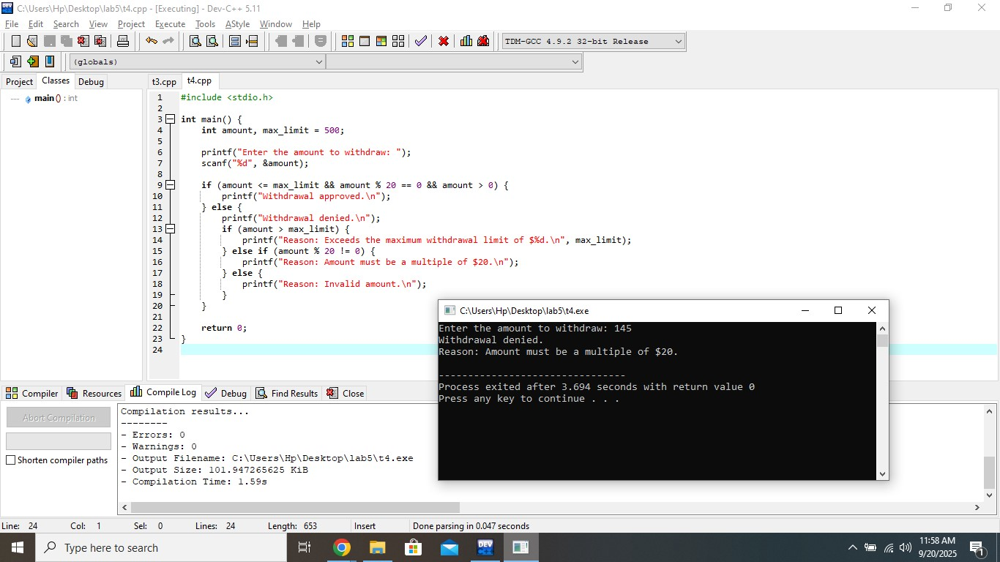 C:\Users\Hp\Desktop\lab5\t4.cpp - [Executing] - Dev-C++ 5.11
File Edit Search View Project Execute Tools AStyle Window Help
TDM-GCC 4.9.2 32-bit Release
(globals)
Project Classes Debug
t3.cpp t4.cpp
main () : int
1 #include <stdio.h>
2
3 int main() {
4 int amount, max_limit = 500;
5
6 printf("Enter the amount to withdraw: ");
7 scanf("%d", &amount);
8
9 if (amount <= max_limit && amount % 20 == 0 && amount > 0) {
10 printf("Withdrawal approved.\n");
11 } else {
12 printf("Withdrawal denied.\n");
13 if (amount > max_limit) {
14 printf("Reason: Exceeds the maximum withdrawal limit of $%d.\n", max_limit);
15 } else if (amount % 20 != 0) {
16 printf("Reason: Amount must be a multiple of $20.\n");
17 } else {
18 printf("Reason: Invalid amount.\n");
19 }
20 }
21
22 return 0;
23 }
24
C:\Users\Hp\Desktop\lab5\t4.exe
Enter the amount to withdraw: 145
Withdrawal denied.
Reason: Amount must be a multiple of $20.
--------------------------------
Process exited after 3.694 seconds with return value 0
Press any key to continue . . .
Compiler Resources Compile Log Debug Find Results Close
Abort Compilation
Shorten compiler paths
Compilation results...
--------
- Errors: 0
- Warnings: 0
- Output Filename: C:\Users\Hp\Desktop\lab5\t4.exe
- Output Size: 101.947265625 KiB
- Compilation Time: 1.59s
Line: 24 Col: 1 Sel: 0 Lines: 24 Length: 653 Insert Done parsing in 0.047 seconds
Type here to search
DEV
11:58 AM
9/20/2025
1